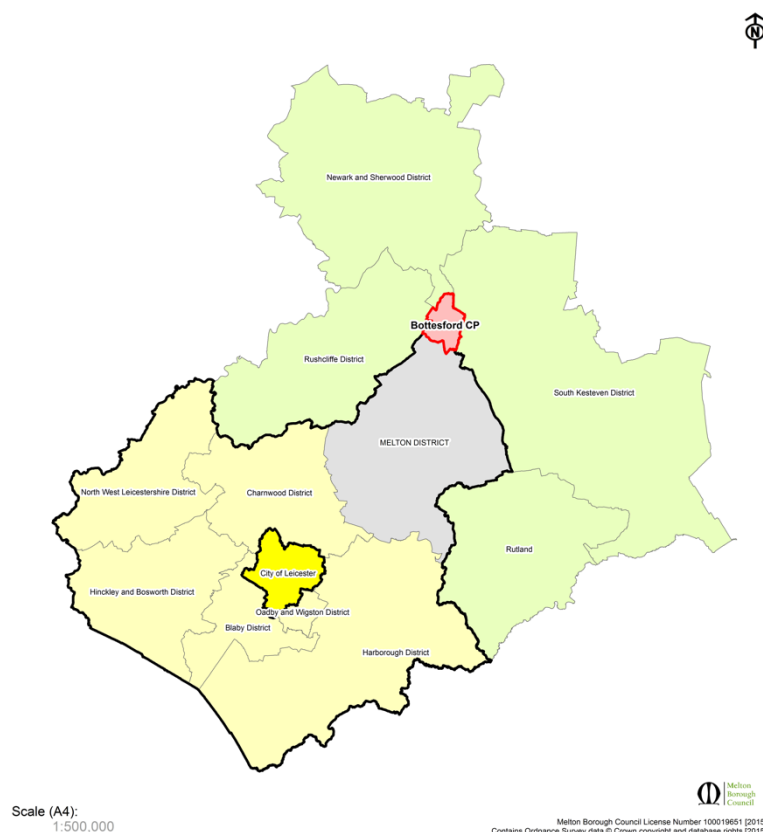 N
Newark and Sherwood District
Bottesford CP
Rushcliffe District
South Kesteven District
MELTON DISTRICT
North West Leicestershire District
Charnwood District
Rutland
City of Leicester
Hinckley and Bosworth District
Oadby and Wigston District
Blaby District
Harborough District
Melton
Borough
Council
Scale (A4):
1:500,000
Melton Borough Council License Number 100019651 [2015
Contains Ordnance Survey data © Crown copyright and database rights [2015